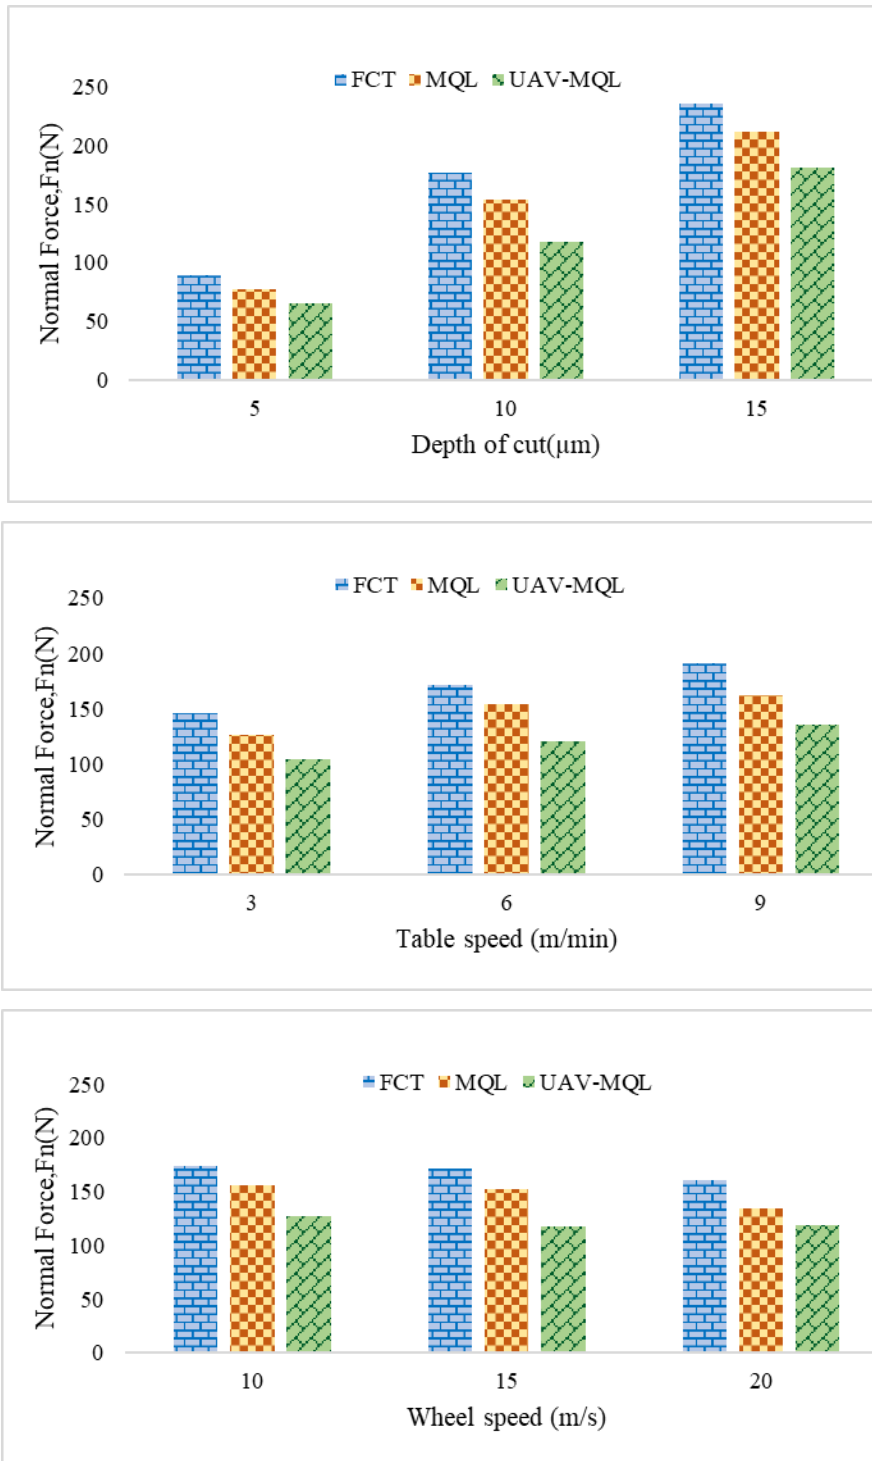 FCT MQL UAV-MQL
250
200
150
100
50
0
Normal Force,Fn(N)
5 10 15
Depth of cut(µm)
FCT MQL UAV-MQL
250
200
150
100
50
0
Normal Force,Fn(N)
3 6 9
Table speed (m/min)
FCT MQL UAV-MQL
250
200
150
100
50
0
Normal Force,Fn(N)
10 15 20
Wheel speed (m/s)